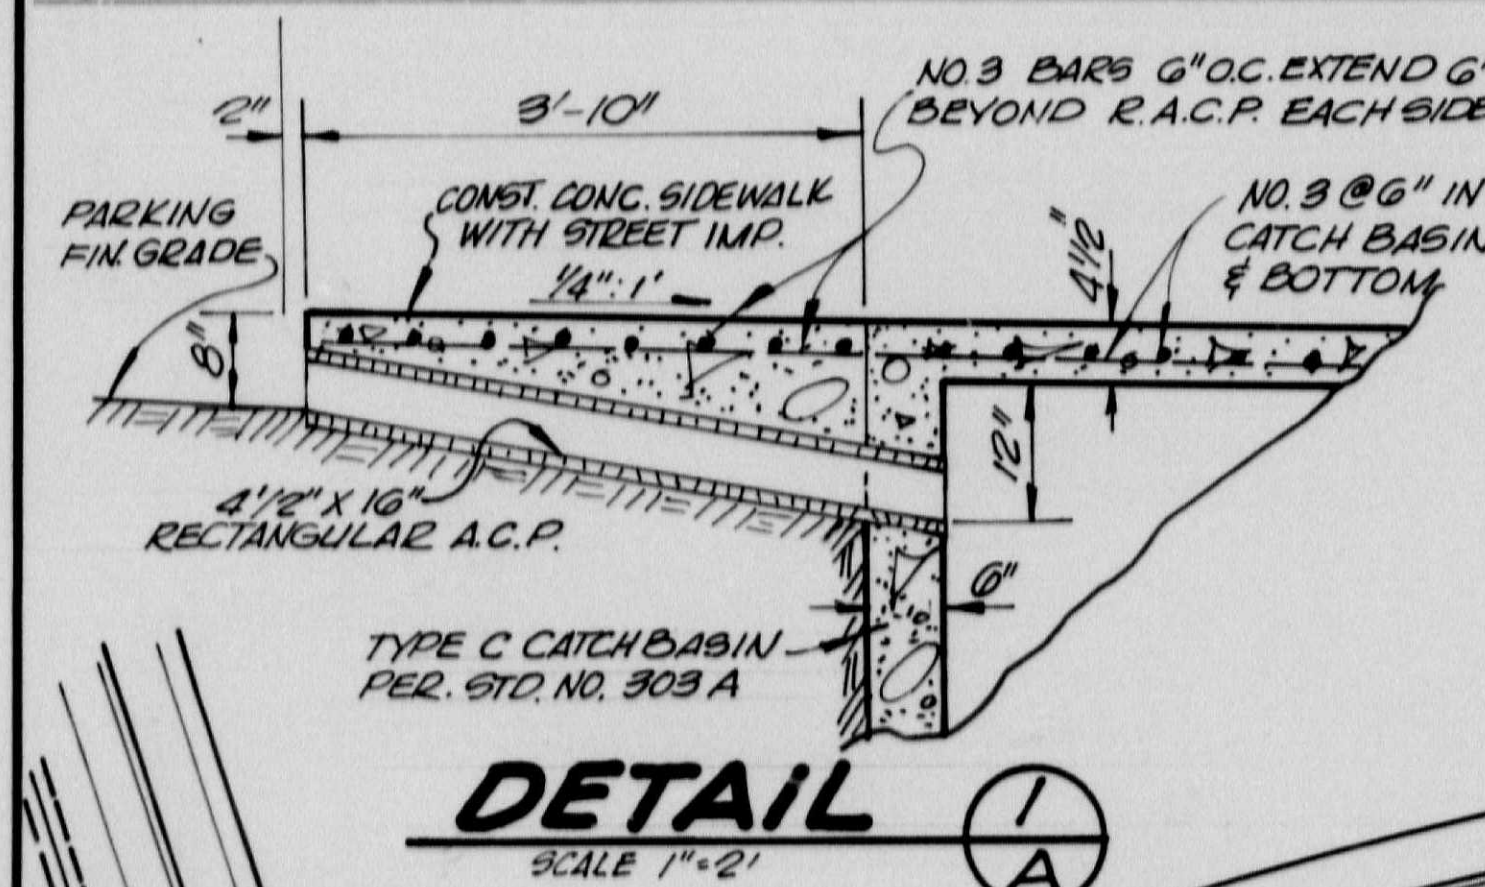 NO. 3 BARS 6" O.C. EXTEND 6"
BEYOND R.A.C.P. EACH SIDE
2"
3'-10"
CONST. CONC. SIDEWALK
WITH STREET IMP.
1/4":1'
PARKING
FIN. GRADE
8"
4 1/2"
NO. 3 @ 6" IN
CATCH BASIN
& BOTTOM
12"
4 1/2" X 16"
RECTANGULAR A.C.P.
6"
TYPE C CATCH BASIN
PER. STD. NO. 303 A
DETAIL
1
A
SCALE 1"=2'